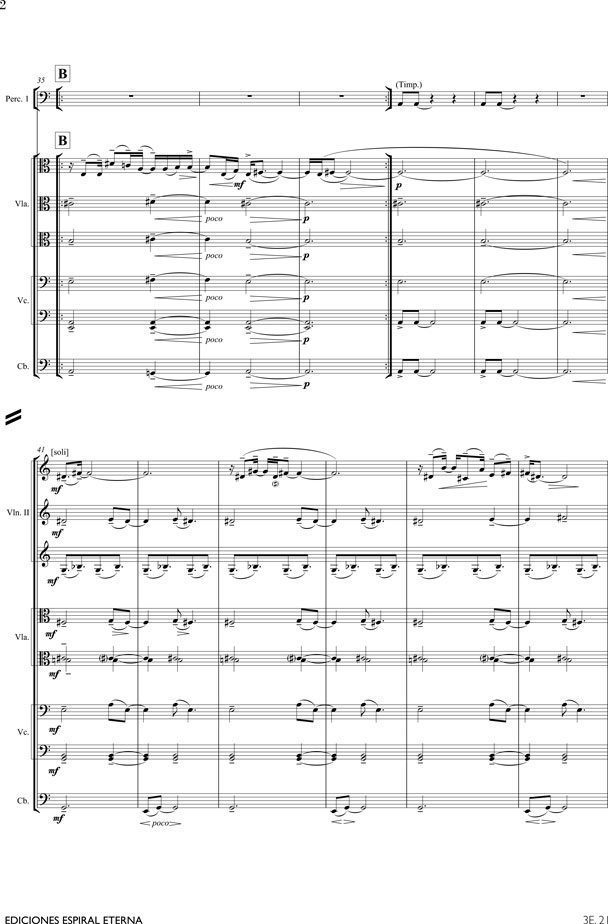 2
35
B
Perc. 1
(Timp.)
B
mf
p
Vla.
poco
p
poco
p
Vc.
poco
p
poco
p
Cb.
poco
p
41
[soli]
mf
Vln. II
mf
mf
mf
Vla.
mf
mf
Vc.
mf
Cb.
mf
poco
EDICIONES ESPIRAL ETERNA
3E. 21